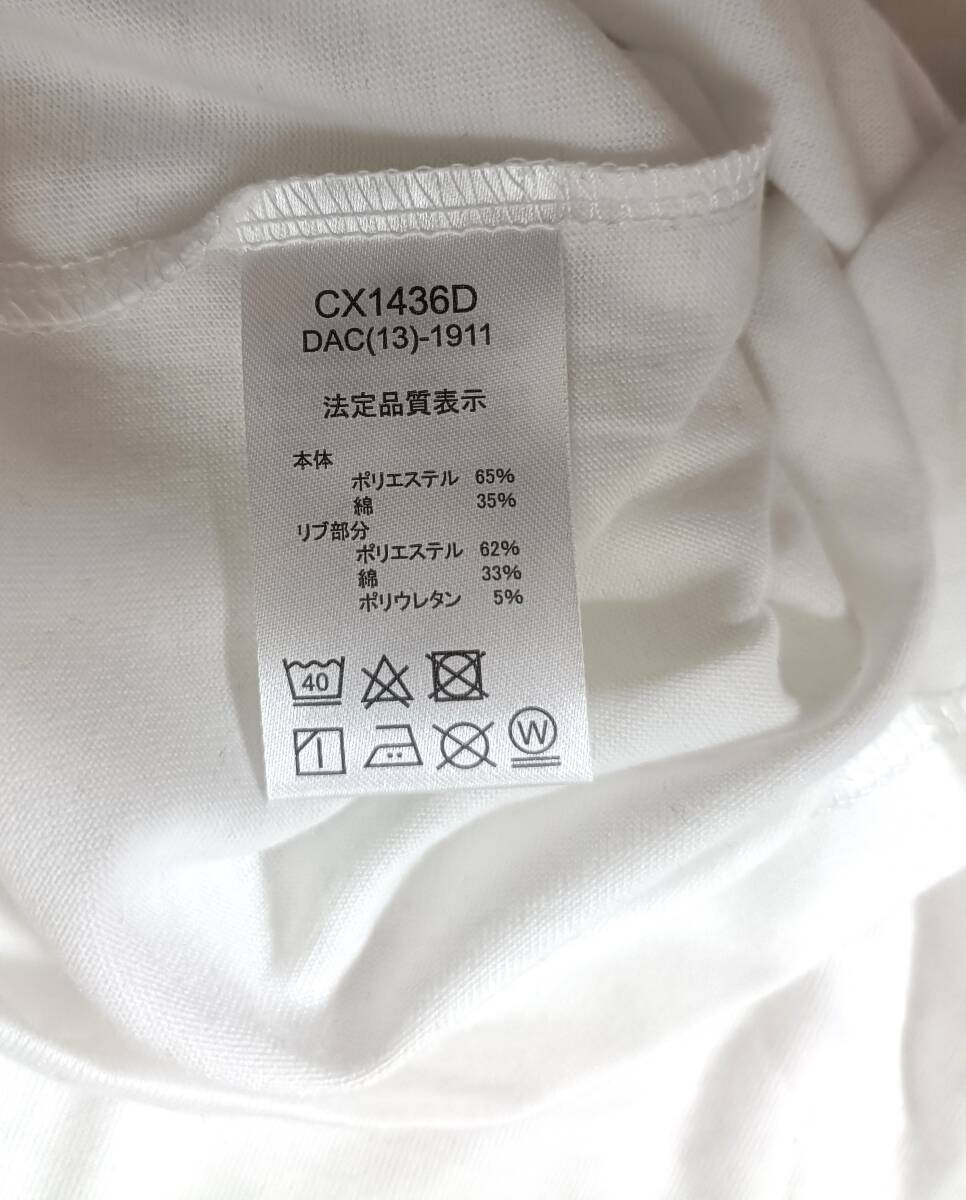 CX1436D
DAC(13)-1911
法定品質表示
本体
ポリエステル 65%
綿 35%
リブ部分
ポリエステル 62%
綿 33%
ポリウレタン 5%
40
W